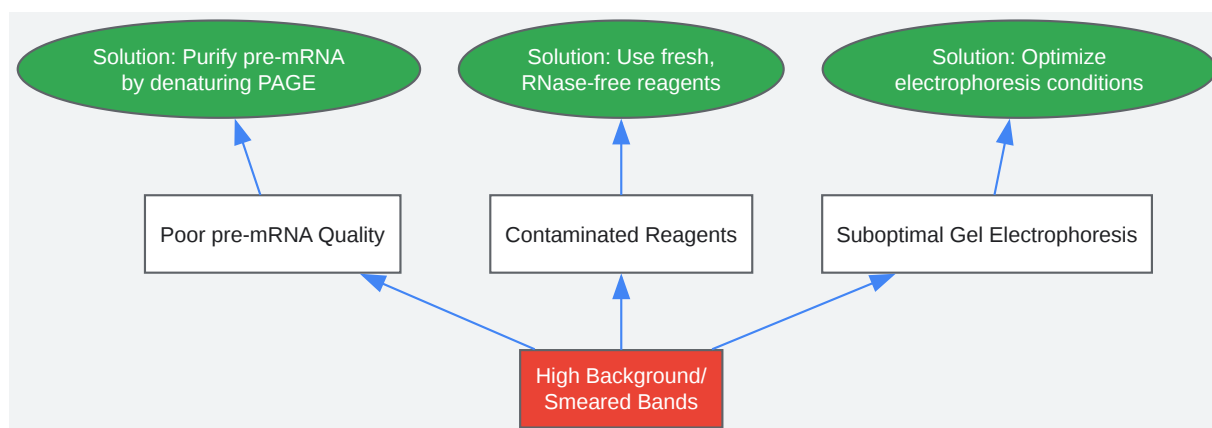 Solution: Purify pre-mRNA
by denaturing PAGE
Solution: Use fresh,
RNase-free reagents
Solution: Optimize
electrophoresis conditions
Poor pre-mRNA Quality
Contaminated Reagents
Suboptimal Gel Electrophoresis
High Background/
Smeared Bands